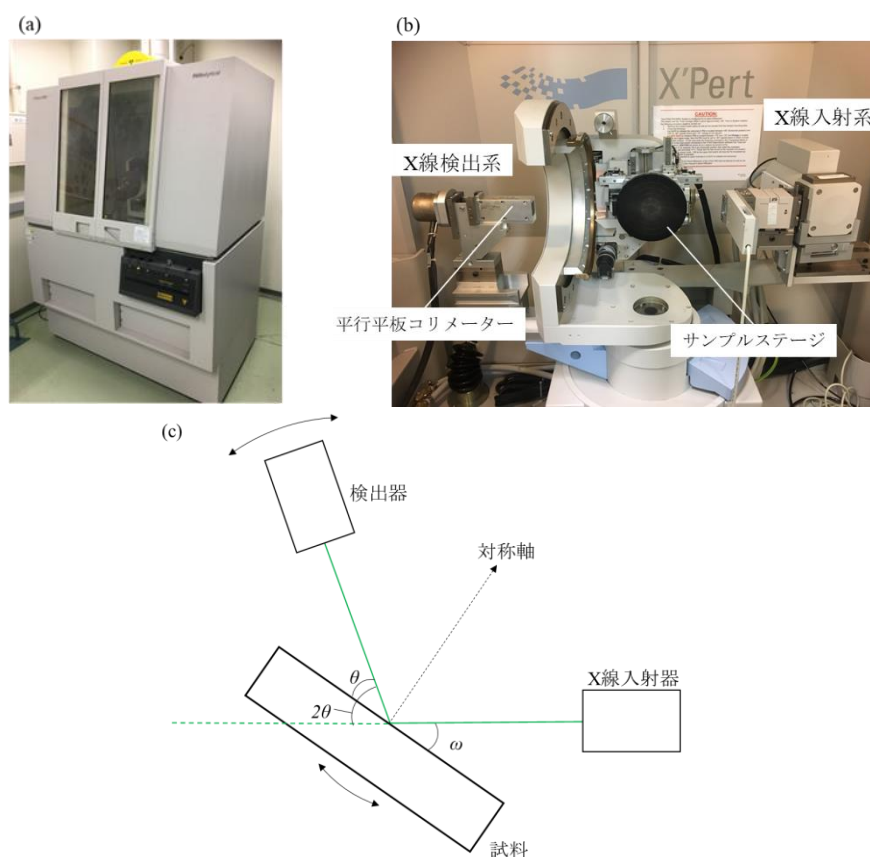 (a)
PANalytical
(b)
X'Pert
CAUTION
X線入射系
X線検出系
平行平板コリメーター
サンプルステージ
(c)
検出器
対称軸
X線入射器
θ
2θ
ω
試料